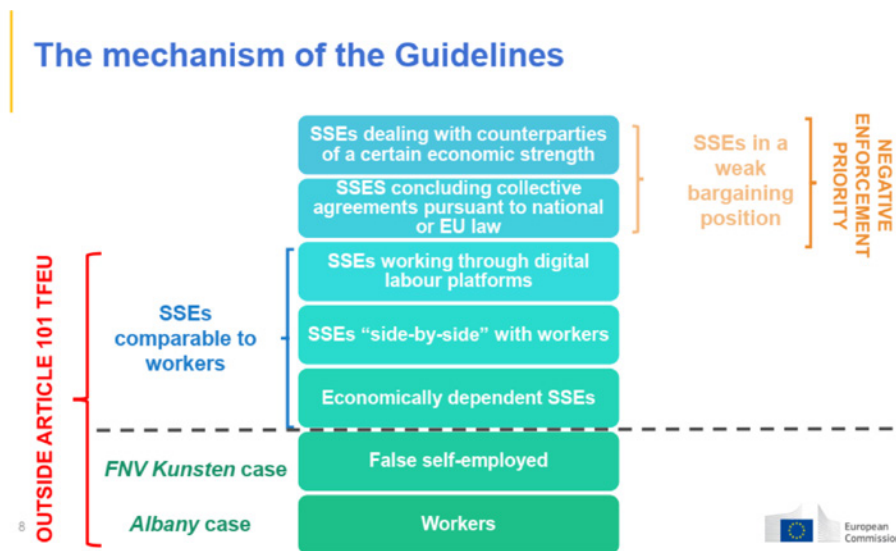 The mechanism of the Guidelines
SSEs dealing with counterparties
of a certain economic strength
SSES concluding collective
agreements pursuant to national
or EU law
SSEs working through digital
labour platforms
SSEs “side-by-side” with workers
Economically dependent SSEs
False self-employed
Workers
SSEs in a
weak
bargaining
position
NEGATIVE
ENFORCEMENT
PRIORITY
OUTSIDE ARTICLE 101 TFEU
SSEs
comparable to
workers
FNV Kunsten case
Albany case
8
European
Commissio